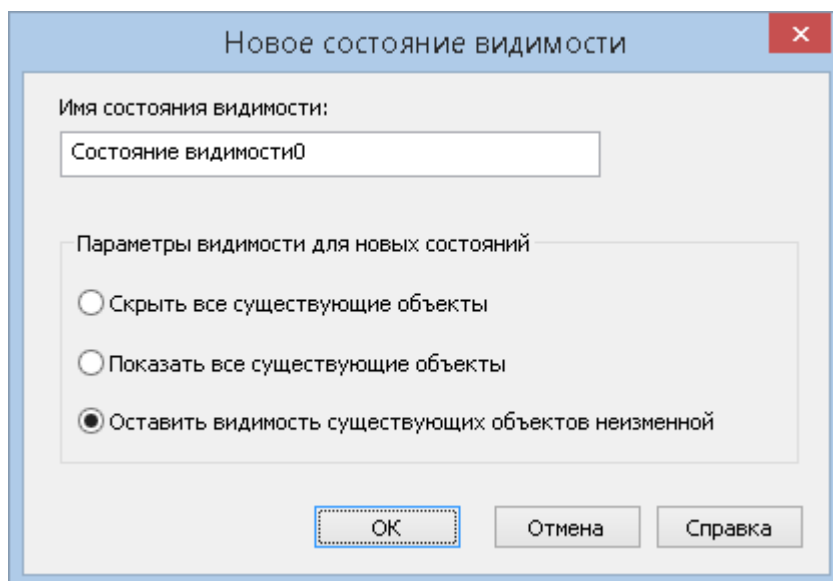 Новое состояние видимости
Имя состояния видимости:
Состояние видимости0
Параметры видимости для новых состояний
Скрыть все существующие объекты
Показать все существующие объекты
Оставить видимость существующих объектов неизменной
ОК
Отмена
Справка